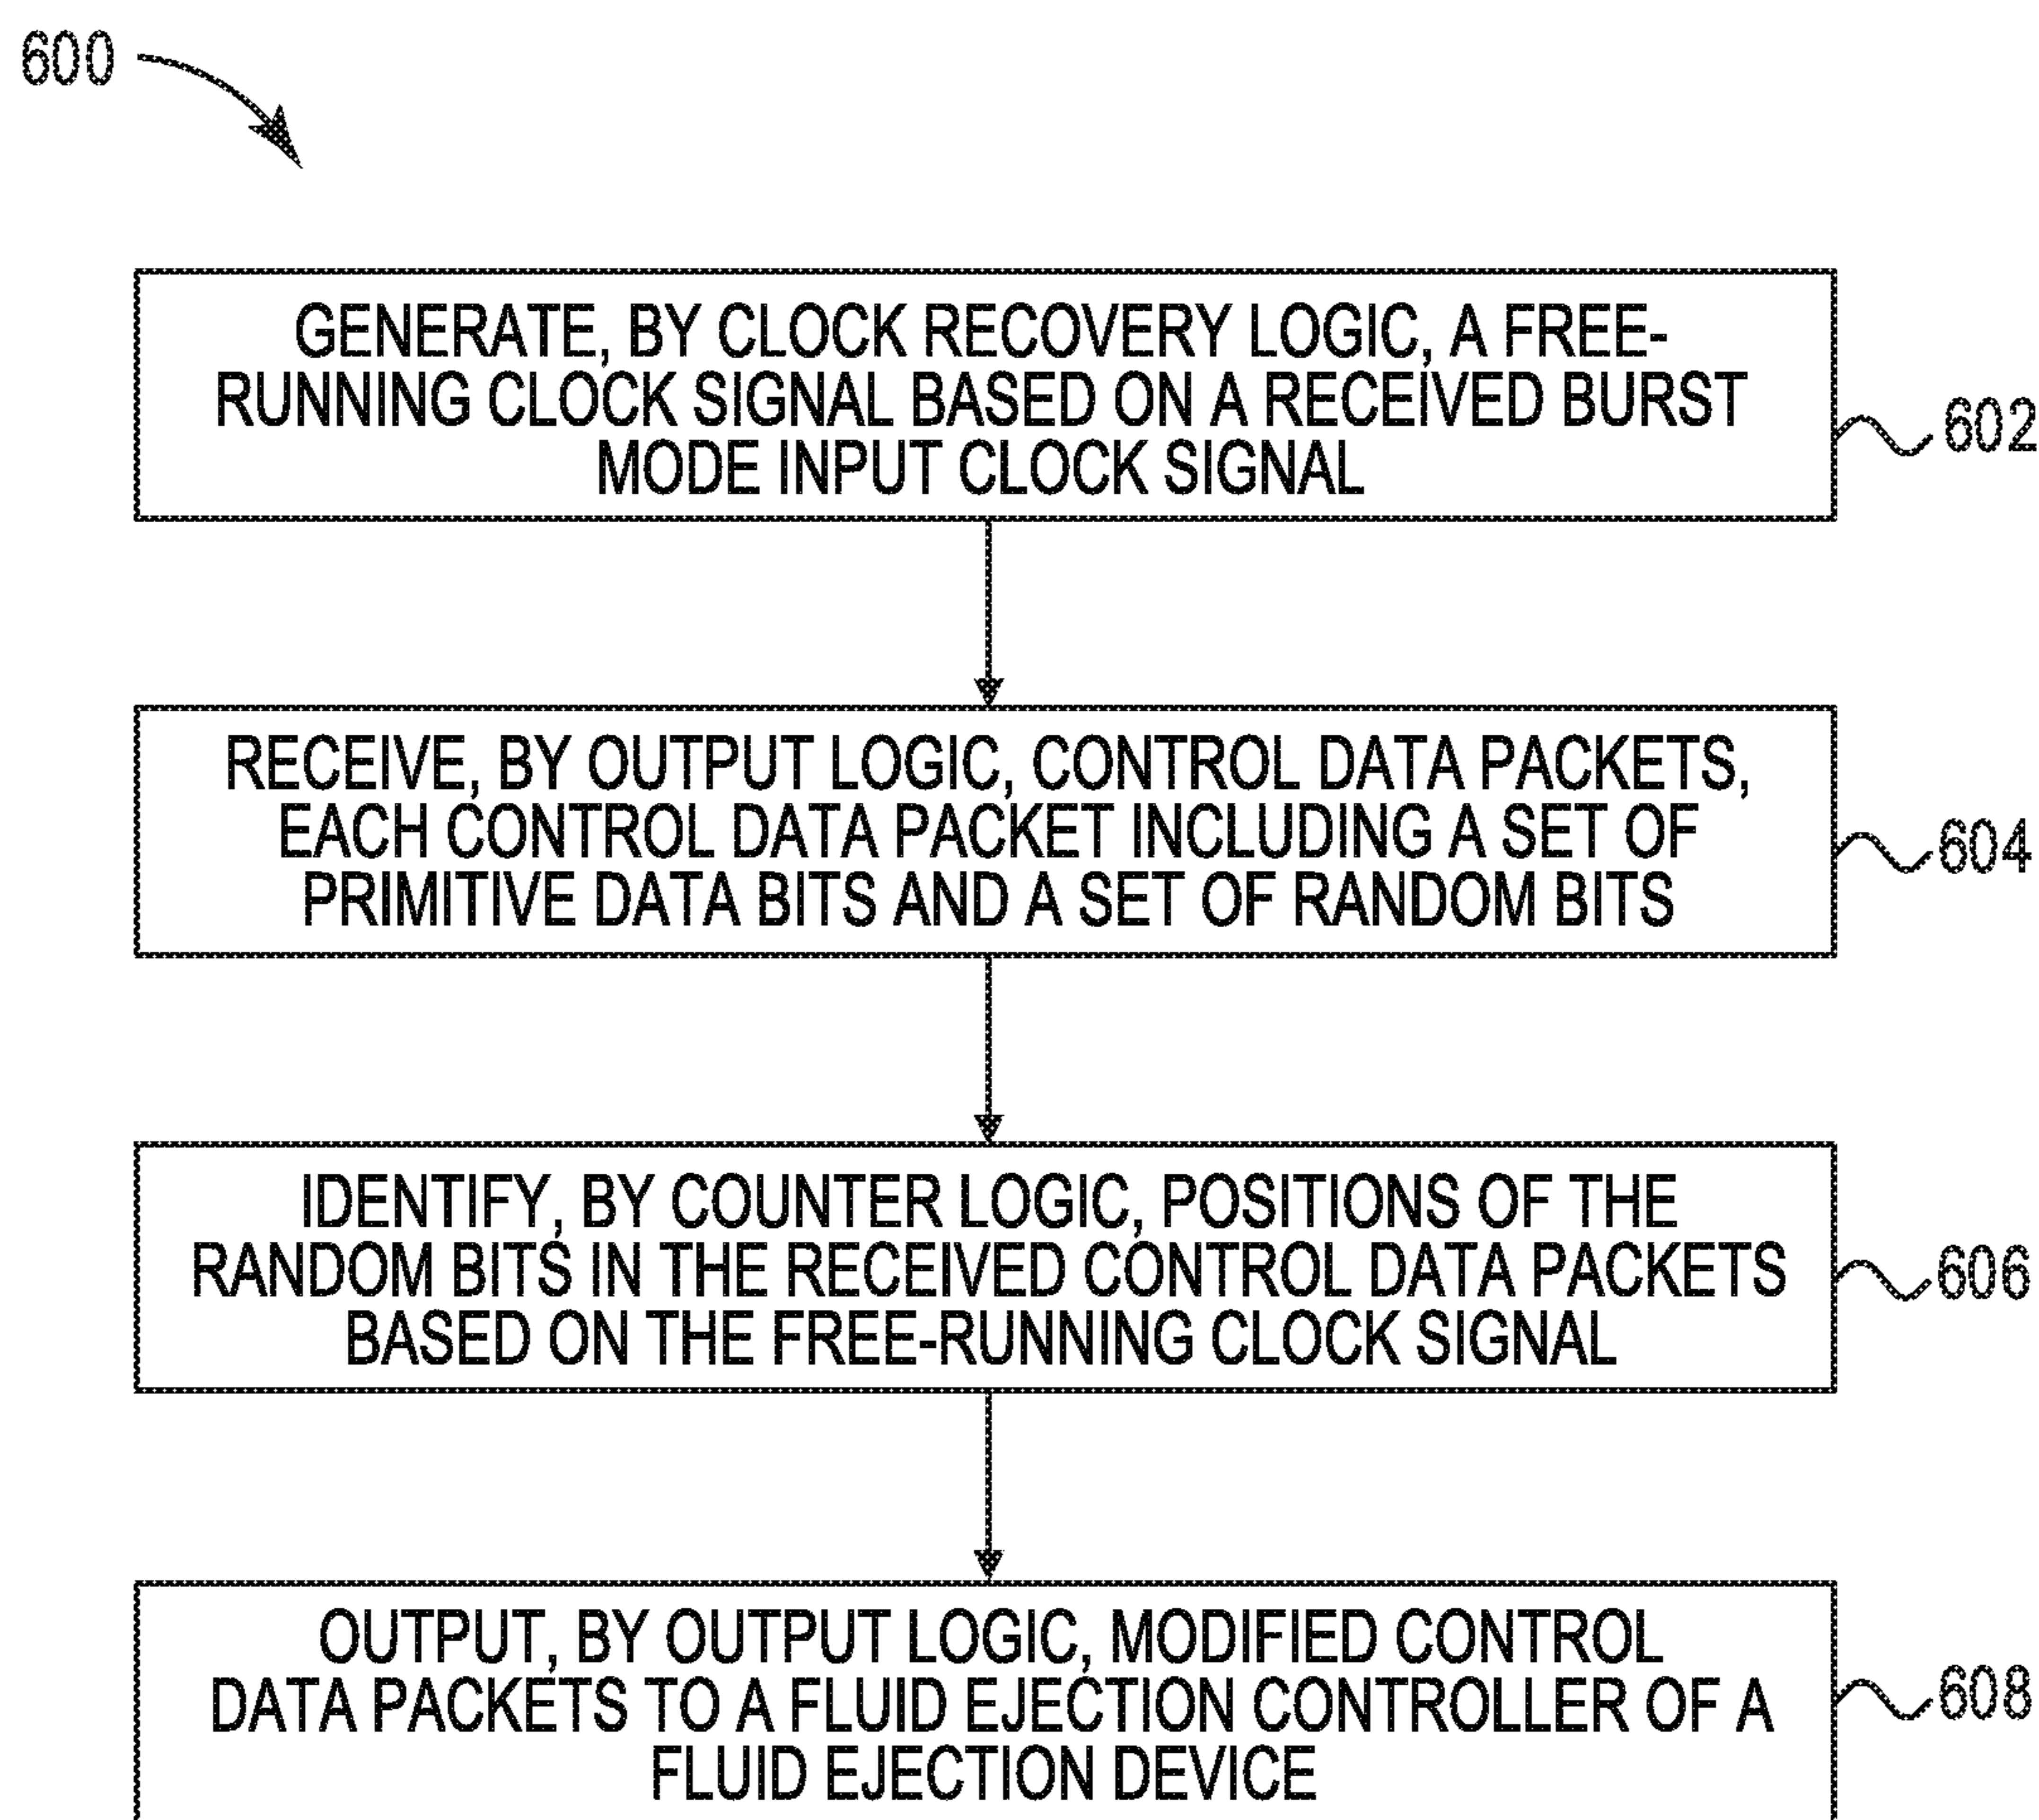 600
GENERATE, BY CLOCK RECOVERY LOGIC, A FREE-
RUNNING CLOCK SIGNAL BASED ON A RECEIVED BURST
MODE INPUT CLOCK SIGNAL
602
RECEIVE, BY OUTPUT LOGIC, CONTROL DATA PACKETS,
EACH CONTROL DATA PACKET INCLUDING A SET OF
PRIMITIVE DATA BITS AND A SET OF RANDOM BITS
604
IDENTIFY, BY COUNTER LOGIC, POSITIONS OF THE
RANDOM BITS IN THE RECEIVED CONTROL DATA PACKETS
BASED ON THE FREE-RUNNING CLOCK SIGNAL
606
OUTPUT, BY OUTPUT LOGIC, MODIFIED CONTROL
DATA PACKETS TO A FLUID EJECTION CONTROLLER OF A
FLUID EJECTION DEVICE
608